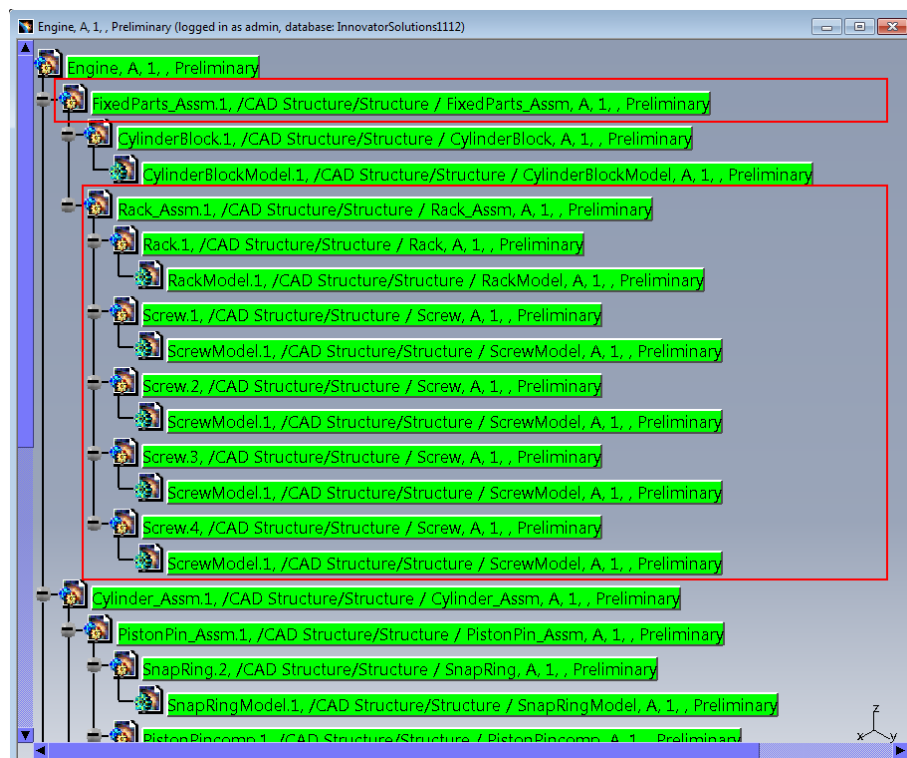 Engine, A, 1, , Preliminary (logged in as admin, database: InnovatorSolutions1112)
Engine, A, 1, , Preliminary
FixedParts_Assm.1, /CAD Structure/Structure / FixedParts_Assm, A, 1, , Preliminary
CylinderBlock.1, /CAD Structure/Structure / CylinderBlock, A, 1, , Preliminary
CylinderBlockModel.1, /CAD Structure/Structure / CylinderBlockModel, A, 1, , Preliminary
Rack_Assm.1, /CAD Structure/Structure / Rack_Assm, A, 1, , Preliminary
Rack.1, /CAD Structure/Structure / Rack, A, 1, , Preliminary
RackModel.1, /CAD Structure/Structure / RackModel, A, 1, , Preliminary
Screw.1, /CAD Structure/Structure / Screw, A, 1, , Preliminary
ScrewModel.1, /CAD Structure/Structure / ScrewModel, A, 1, , Preliminary
Screw.2, /CAD Structure/Structure / Screw, A, 1, , Preliminary
ScrewModel.1, /CAD Structure/Structure / ScrewModel, A, 1, , Preliminary
Screw.3, /CAD Structure/Structure / Screw, A, 1, , Preliminary
ScrewModel.1, /CAD Structure/Structure / ScrewModel, A, 1, , Preliminary
Screw.4, /CAD Structure/Structure / Screw, A, 1, , Preliminary
ScrewModel.1, /CAD Structure/Structure / ScrewModel, A, 1, , Preliminary
Cylinder_Assm.1, /CAD Structure/Structure / Cylinder_Assm, A, 1, , Preliminary
PistonPin_Assm.1, /CAD Structure/Structure / PistonPin_Assm, A, 1, , Preliminary
SnapRing.2, /CAD Structure/Structure / SnapRing, A, 1, , Preliminary
SnapRingModel.1, /CAD Structure/Structure / SnapRingModel, A, 1, , Preliminary
PistonPincomp.1, /CAD Structure/Structure / PistonPincomp, A, 1, , Preliminary
z
x y